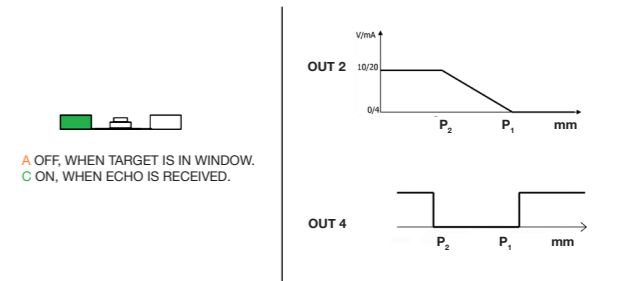 A OFF, WHEN TARGET IS IN WINDOW.
C ON, WHEN ECHO IS RECEIVED.
V/mA
OUT 2
10/20
0/4
P₂ P₁ mm
OUT 4
P₂ P₁ mm